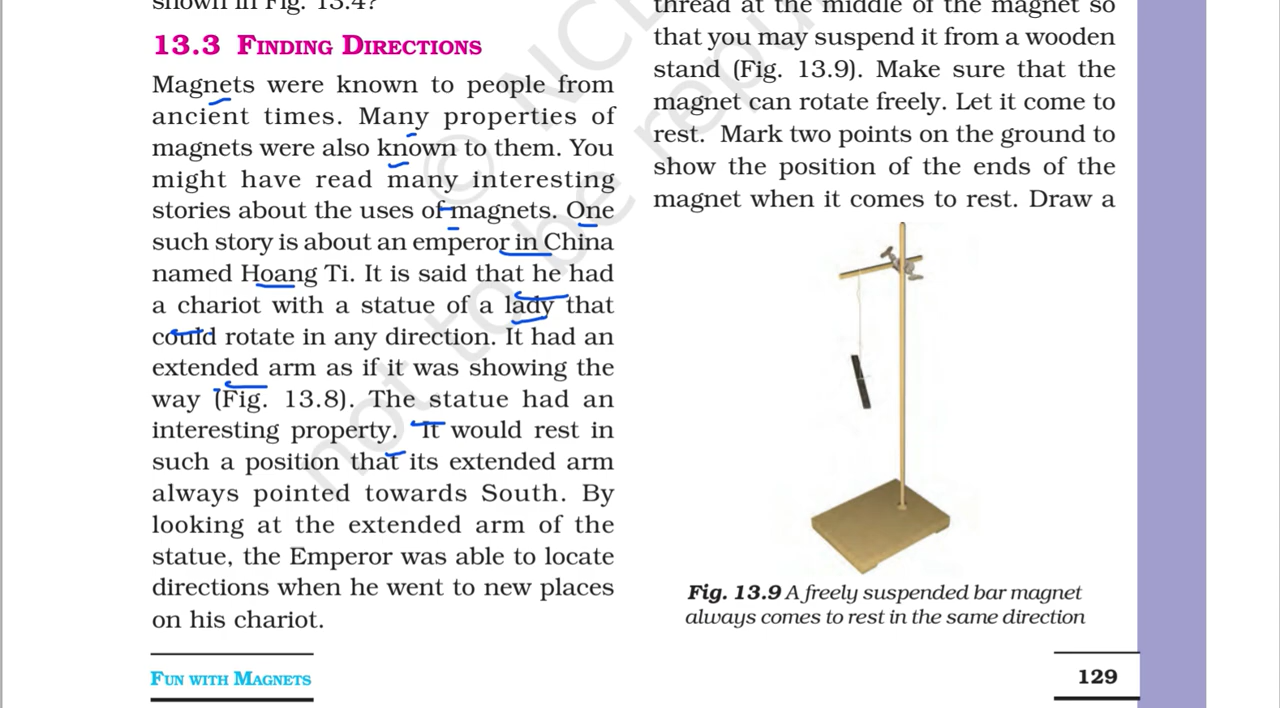 shown in Fig. 13.4?
13.3 FINDING DIRECTIONS
Magnets were known to people from
ancient times. Many properties of
magnets were also known to them. You
might have read many interesting
stories about the uses of magnets. One
such story is about an emperor in China
named Hoang Ti. It is said that he had
a chariot with a statue of a lady that
could rotate in any direction. It had an
extended arm as if it was showing the
way (Fig. 13.8). The statue had an
interesting property. It would rest in
such a position that its extended arm
always pointed towards South. By
looking at the extended arm of the
statue, the Emperor was able to locate
directions when he went to new places
on his chariot.
thread at the middle of the magnet so
that you may suspend it from a wooden
stand (Fig. 13.9). Make sure that the
magnet can rotate freely. Let it come to
rest. Mark two points on the ground to
show the position of the ends of the
magnet when it comes to rest. Draw a
Fig. 13.9 A freely suspended bar magnet
always comes to rest in the same direction
FUN WITH MAGNETS
129
not to be